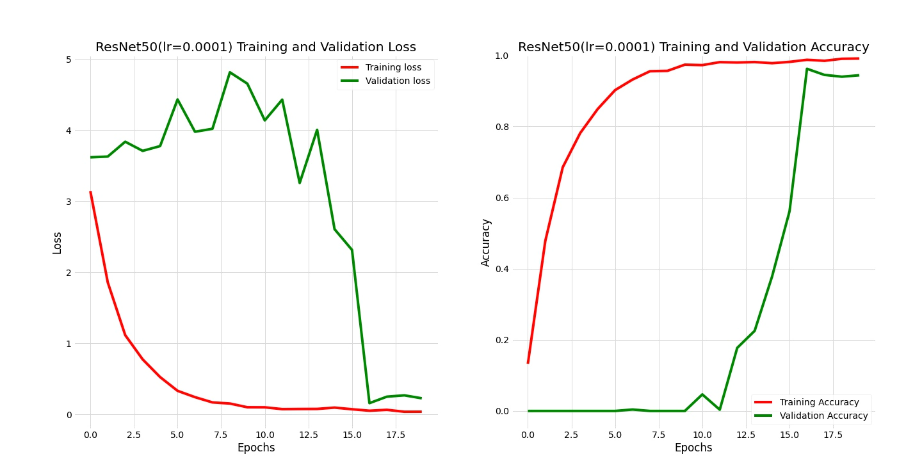 ResNet50(lr=0.0001) Training and Validation Loss
5
4
3
2
1
0
Loss
0.0 2.5 5.0 7.5 10.0 12.5 15.0 17.5
Epochs
Training loss
Validation loss
ResNet50(lr=0.0001) Training and Validation Accuracy
1.0
0.8
0.6
0.4
0.2
0.0
Accuracy
0.0 2.5 5.0 7.5 10.0 12.5 15.0 17.5
Epochs
Training Accuracy
Validation Accuracy